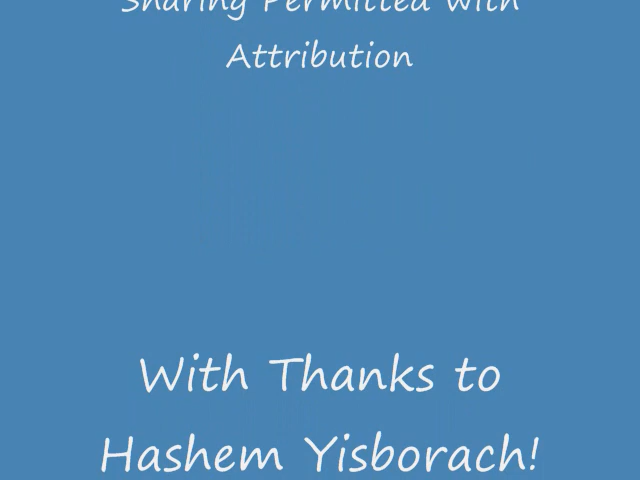 Sharing Permitted with
Attribution
With Thanks to
Hashem Yisborach!